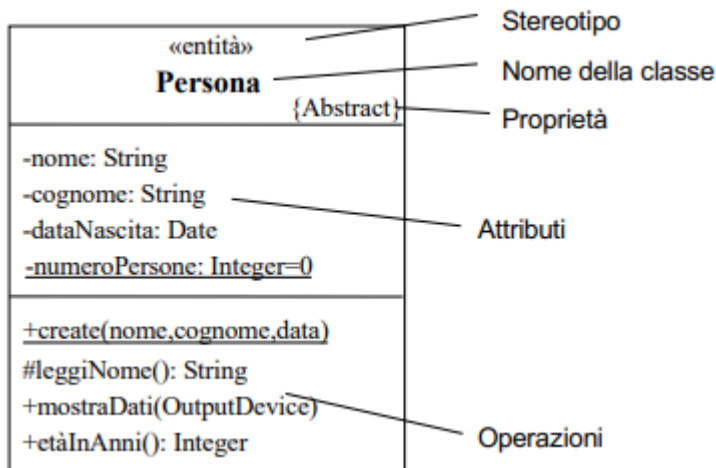 «entità»
Persona
{Abstract}
-nome: String
-cognome: String
-dataNascita: Date
-numeroPersone: Integer=0
+create(nome,cognome,data)
#leggiNome(): String
+mostraDati(OutputDevice)
+etàInAnni(): Integer
Stereotipo
Nome della classe
Proprietà
Attributi
Operazioni